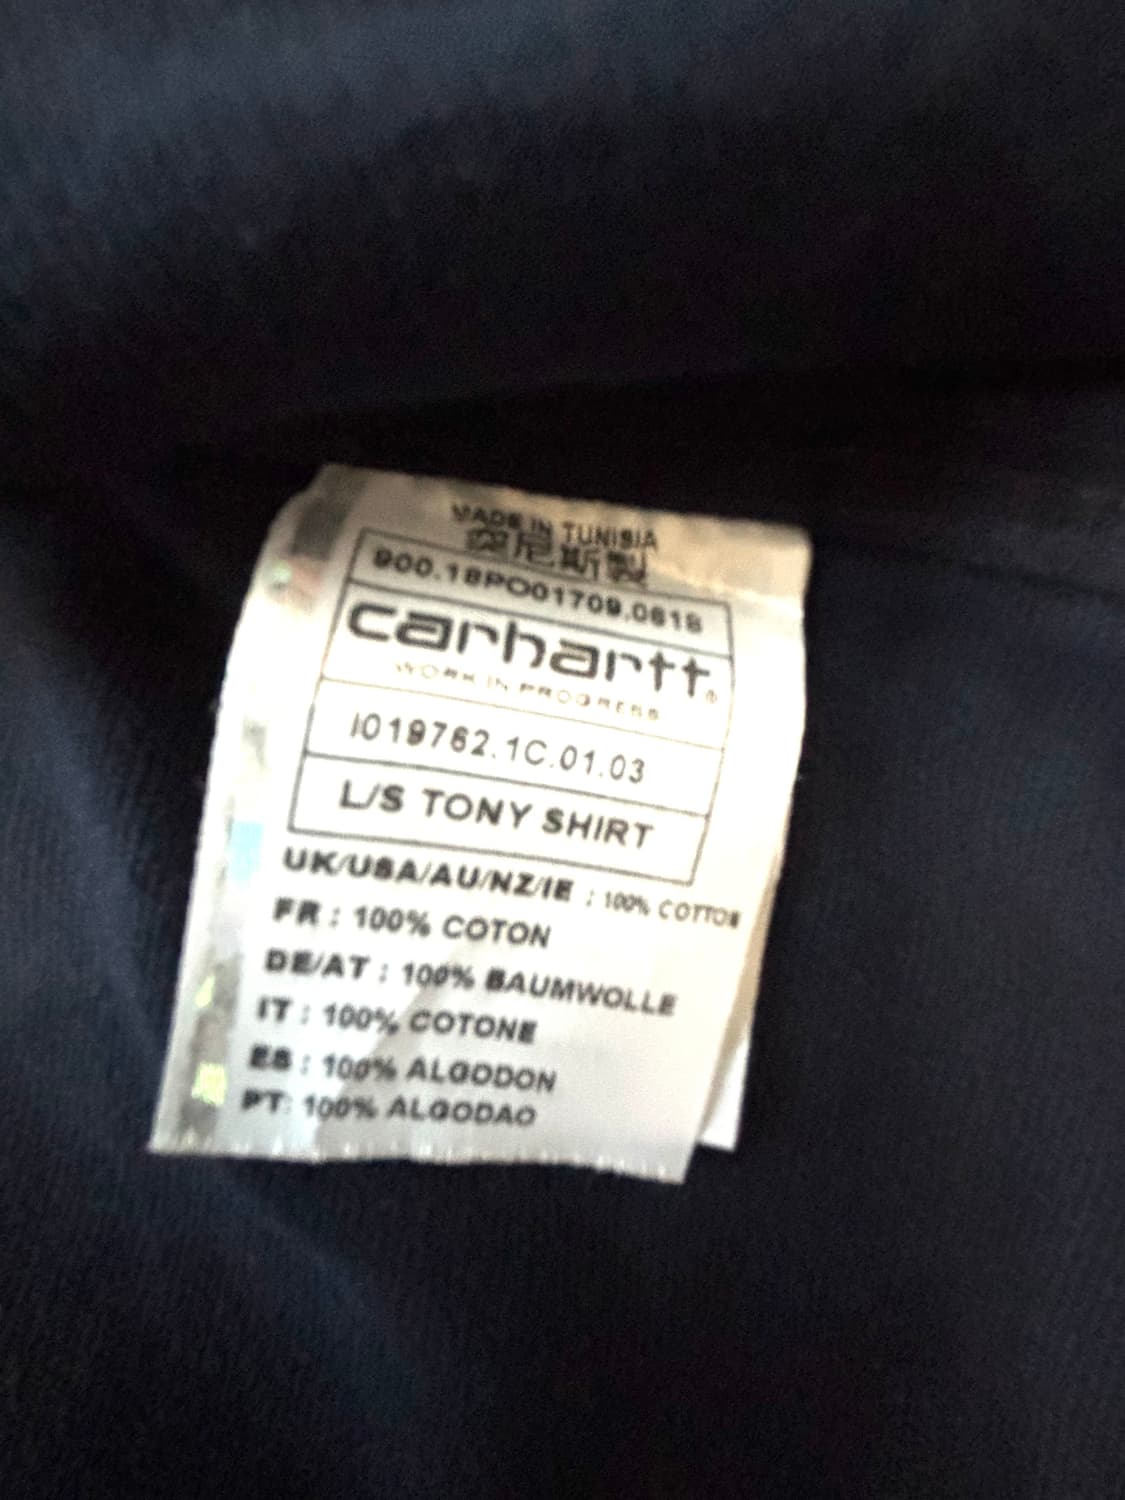 MADE IN TUNISIA
突尼斯製
900.18PO01709.0818
carhartt®
WORK IN PROGRESS
I019762.1C.01.03
L/S TONY SHIRT
UK/USA/AU/NZ/IE : 100% COTTON
FR : 100% COTON
DE/AT : 100% BAUMWOLLE
IT : 100% COTONE
ES : 100% ALGODON
PT: 100% ALGODAO